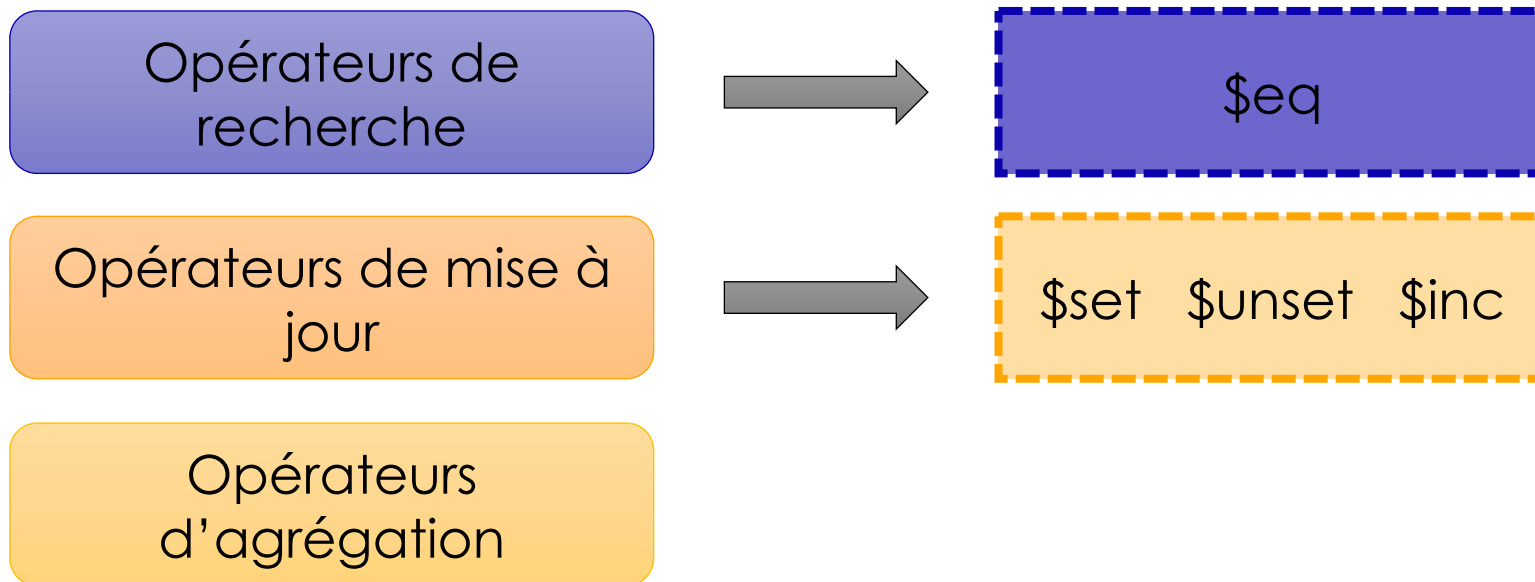 Opérateurs de
recherche
$eq
Opérateurs de mise à
jour
$set $unset $inc
Opérateurs
d’agrégation